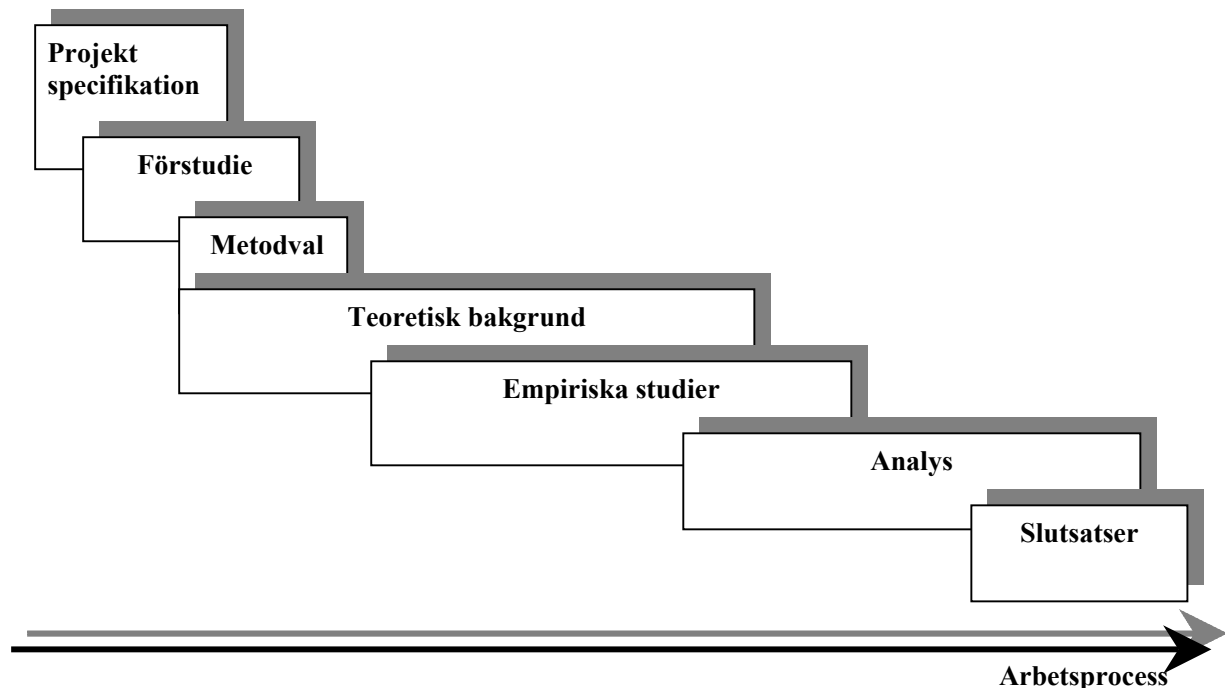 Projekt
specifikation
Förstudie
Metodval
Teoretisk bakgrund
Empiriska studier
Analys
Slutsatser
Arbetsprocess